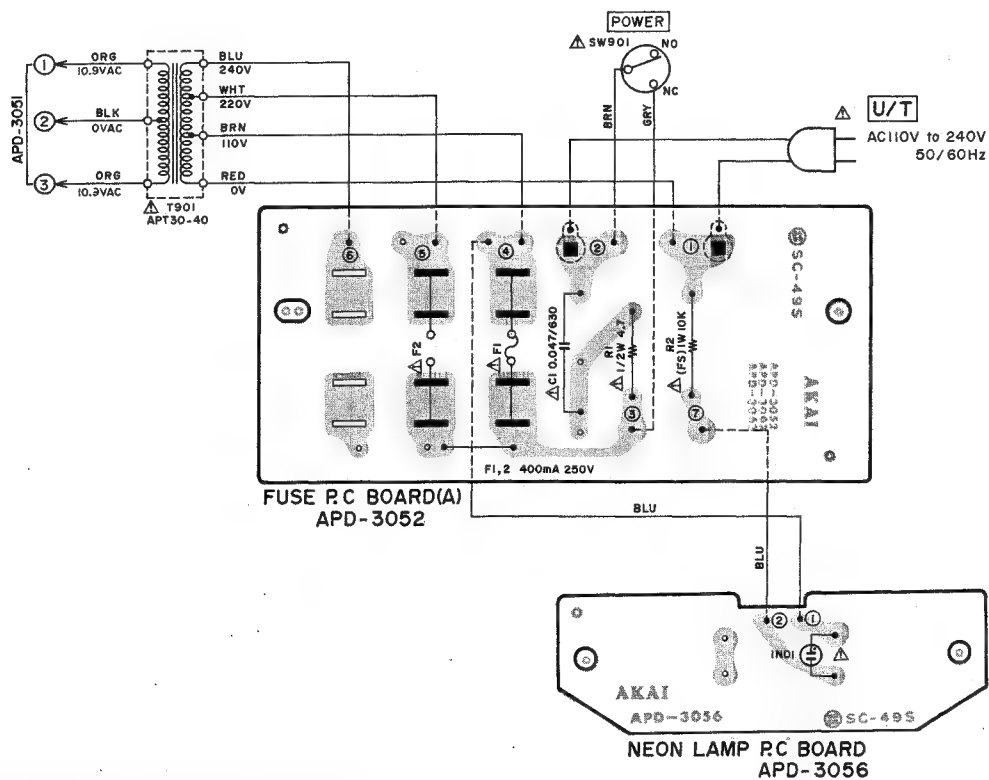 POWER
⚠ SW901
NO
NC
BRN
GRY
⚠ U/T
AC110V to 240V
50/60Hz
APD-3051
1
ORG
10.9VAC
2
BLK
0VAC
3
ORG
10.9VAC
BLU
240V
WHT
220V
BRN
110V
RED
0V
⚠ T901
APT30-40
6
5
4
2
1
SC-49S
⚠ F2
⚠ F1
⚠ C1 0.047/630
R1
⚠ 1/2W 4.7
R2
⚠ (FS) 1W 10K
3
7
APD-3052
AKAI
F1,2 400mA 250V
FUSE P.C BOARD(A)
APD-3052
BLU
BLU
2
1
IND1
⚠
AKAI
APD-3056
SC-49S
NEON LAMP P.C BOARD
APD-3056